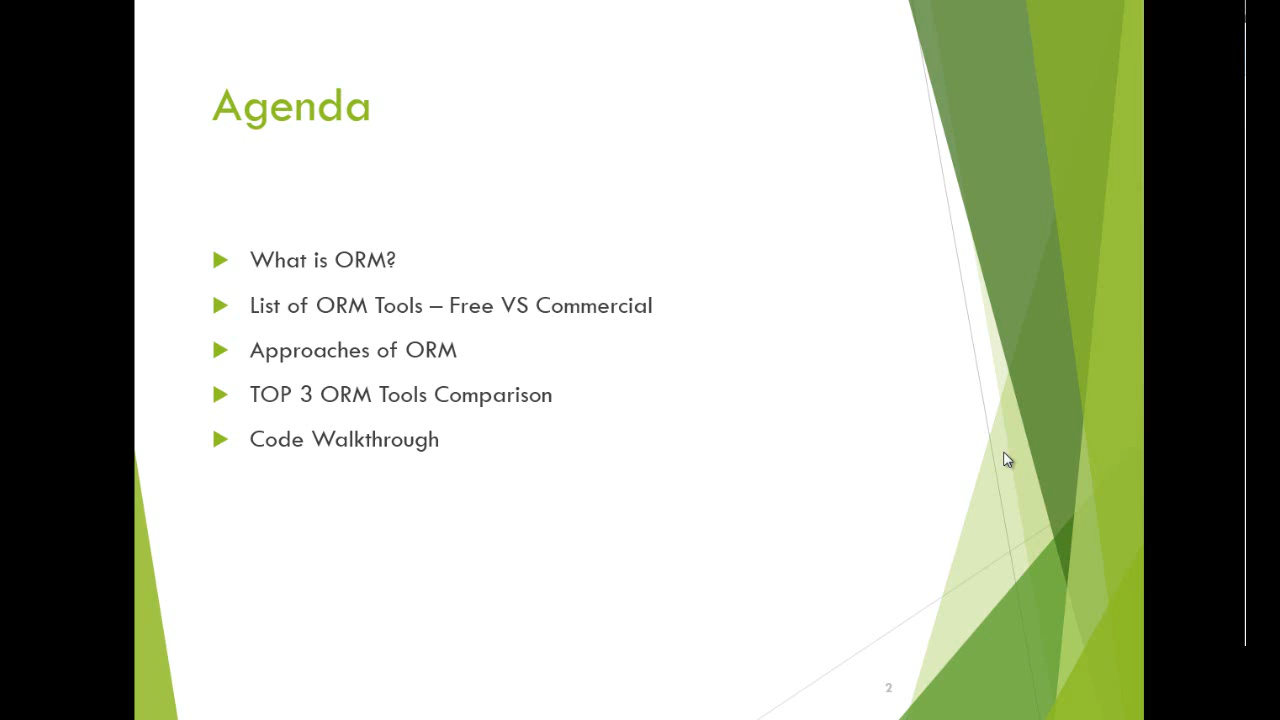 Agenda
What is ORM?
List of ORM Tools – Free VS Commercial
Approaches of ORM
TOP 3 ORM Tools Comparison
Code Walkthrough
2